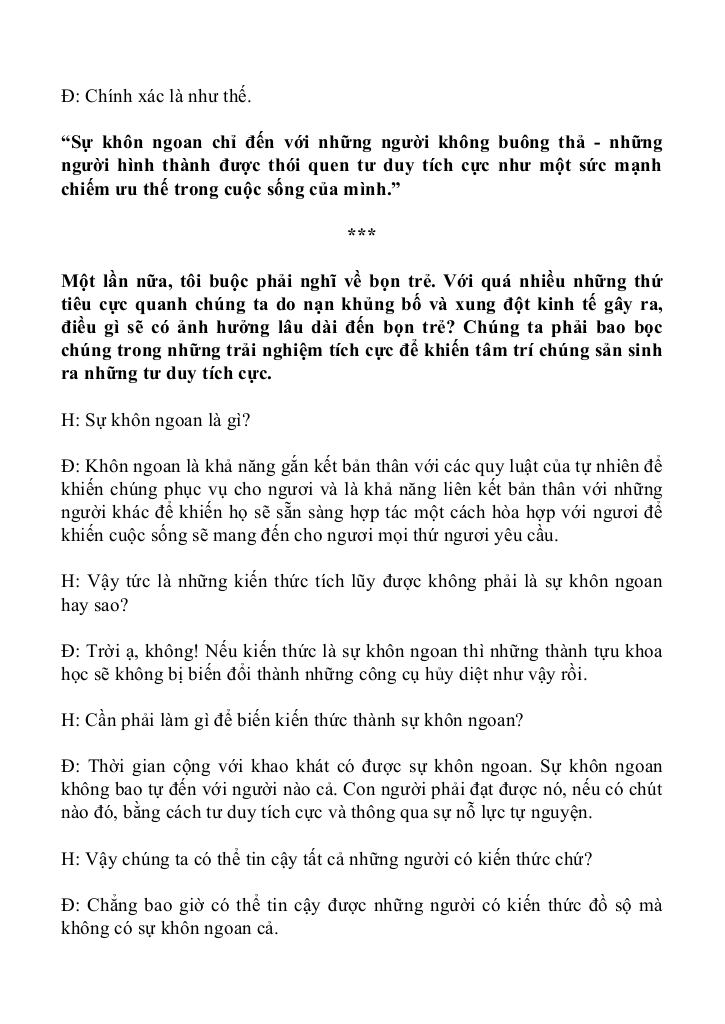 Đ: Chính xác là như thế.
“Sự khôn ngoan chỉ đến với những người không buông thả - những
người hình thành được thói quen tư duy tích cực như một sức mạnh
chiếm ưu thế trong cuộc sống của mình.”
***
Một lần nữa, tôi buộc phải nghĩ về bọn trẻ. Với quá nhiều những thứ
tiêu cực quanh chúng ta do nạn khủng bố và xung đột kinh tế gây ra,
điều gì sẽ có ảnh hưởng lâu dài đến bọn trẻ? Chúng ta phải bao bọc
chúng trong những trải nghiệm tích cực để khiến tâm trí chúng sản sinh
ra những tư duy tích cực.
H: Sự khôn ngoan là gì?
Đ: Khôn ngoan là khả năng gắn kết bản thân với các quy luật của tự nhiên để
khiến chúng phục vụ cho ngươi và là khả năng liên kết bản thân với những
người khác để khiến họ sẽ sẵn sàng hợp tác một cách hòa hợp với ngươi để
khiến cuộc sống sẽ mang đến cho ngươi mọi thứ ngươi yêu cầu.
H: Vậy tức là những kiến thức tích lũy được không phải là sự khôn ngoan
hay sao?
Đ: Trời ạ, không! Nếu kiến thức là sự khôn ngoan thì những thành tựu khoa
học sẽ không bị biến đổi thành những công cụ hủy diệt như vậy rồi.
H: Cần phải làm gì để biến kiến thức thành sự khôn ngoan?
Đ: Thời gian cộng với khao khát có được sự khôn ngoan. Sự khôn ngoan
không bao tự đến với người nào cả. Con người phải đạt được nó, nếu có chút
nào đó, bằng cách tư duy tích cực và thông qua sự nỗ lực tự nguyện.
H: Vậy chúng ta có thể tin cậy tất cả những người có kiến thức chứ?
Đ: Chẳng bao giờ có thể tin cậy được những người có kiến thức đồ sộ mà
không có sự khôn ngoan cả.